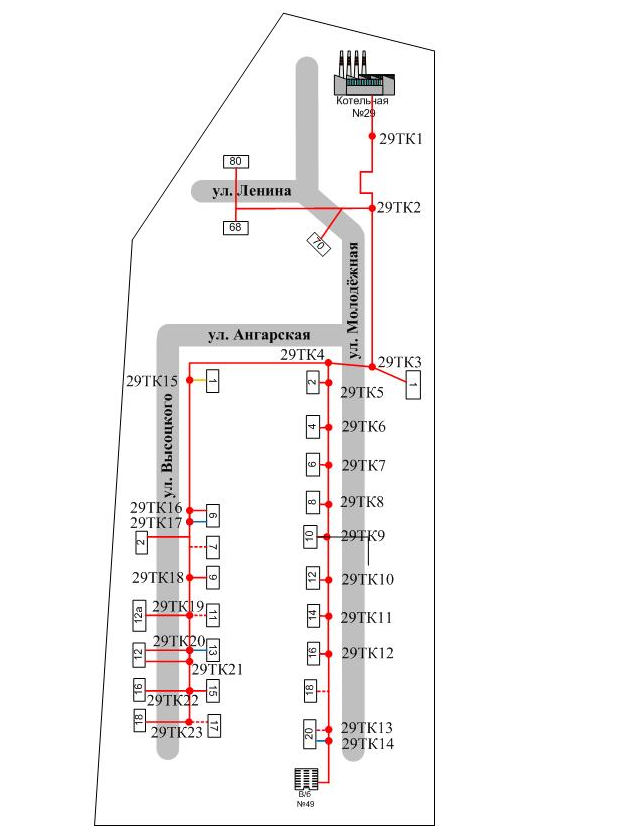 Котельная
№29
29ТК1
80
ул. Ленина
29ТК2
68
70
ул. Молодёжная
ул. Ангарская
29ТК4
29ТК3
29ТК15
1
2
1
29ТК5
4
29ТК6
ул. Высоцкого
6
29ТК7
8
29ТК8
29ТК16
6
29ТК17
2
7
10
29ТК9
29ТК18
9
12
29ТК10
12а
29ТК19
11
14
29ТК11
29ТК20
13
12
16
29ТК12
29ТК21
16
15
18
29ТК22
18
17
29ТК23
20
29ТК13
29ТК14
В/б
№49